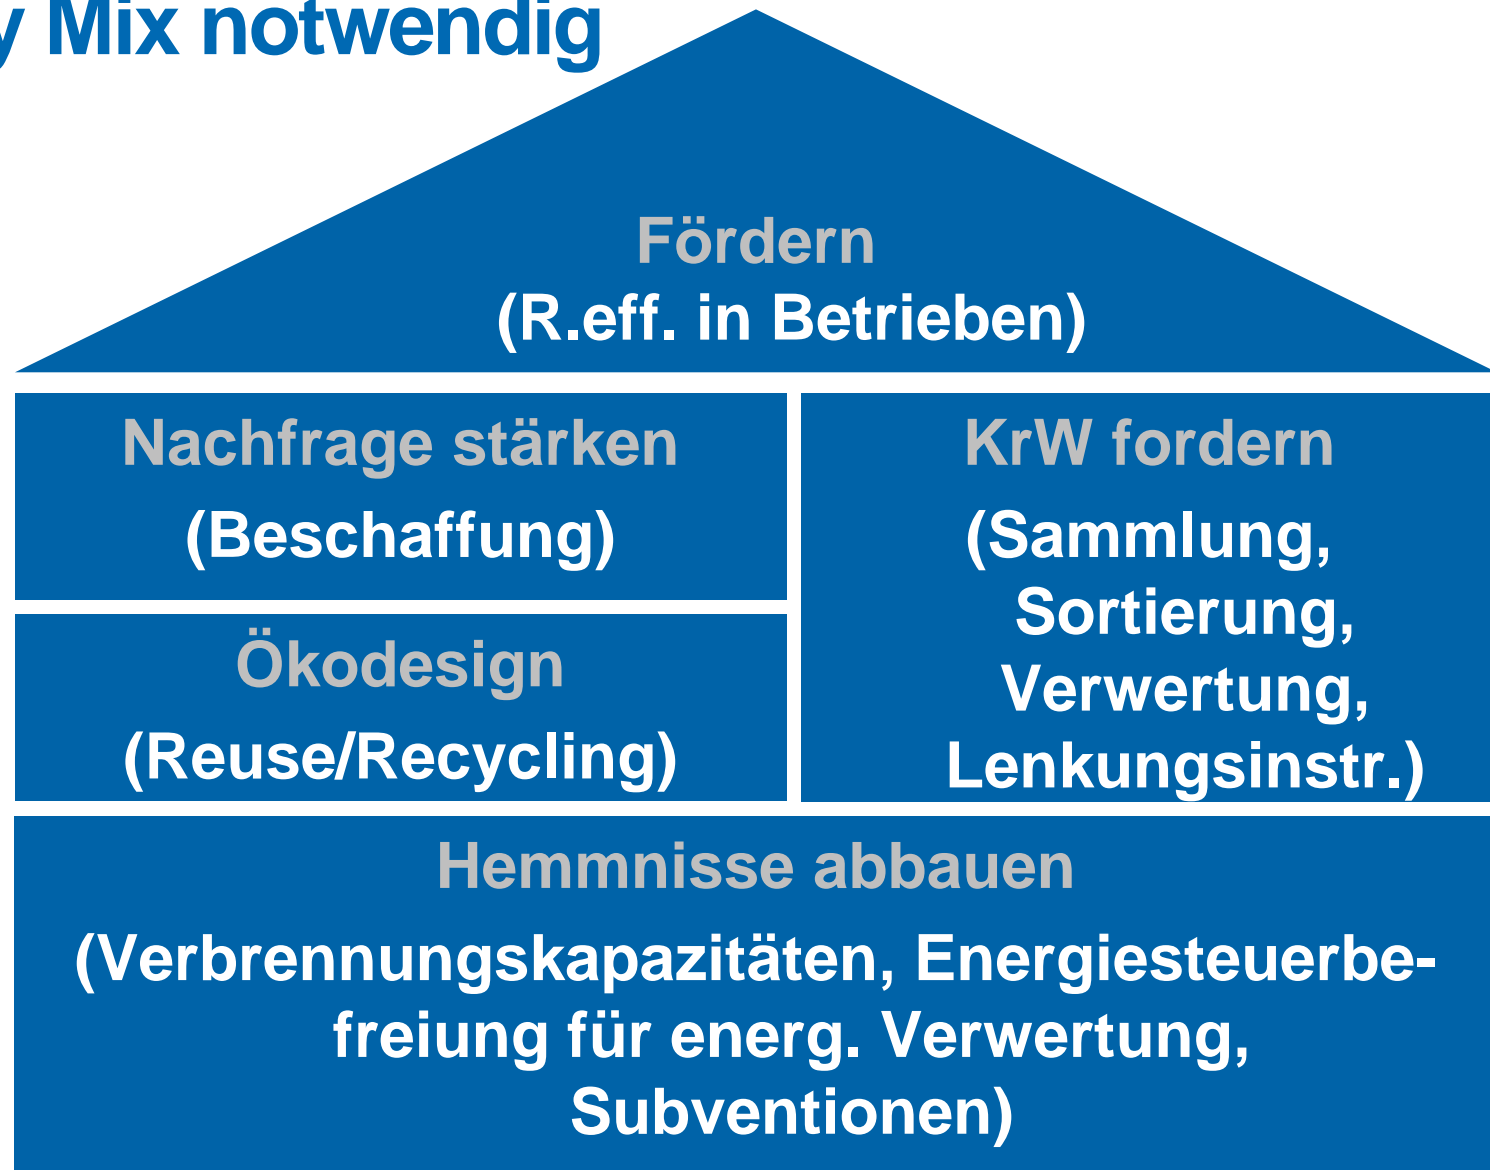 y Mix notwendig
Fördern
(R.eff. in Betrieben)
Nachfrage stärken
(Beschaffung)
Ökodesign
(Reuse/Recycling)
KrW fordern
(Sammlung,
Sortierung,
Verwertung,
Lenkungsinstr.)
Hemmnisse abbauen
(Verbrennungskapazitäten, Energiesteuerbe-
freiung für energ. Verwertung,
Subventionen)